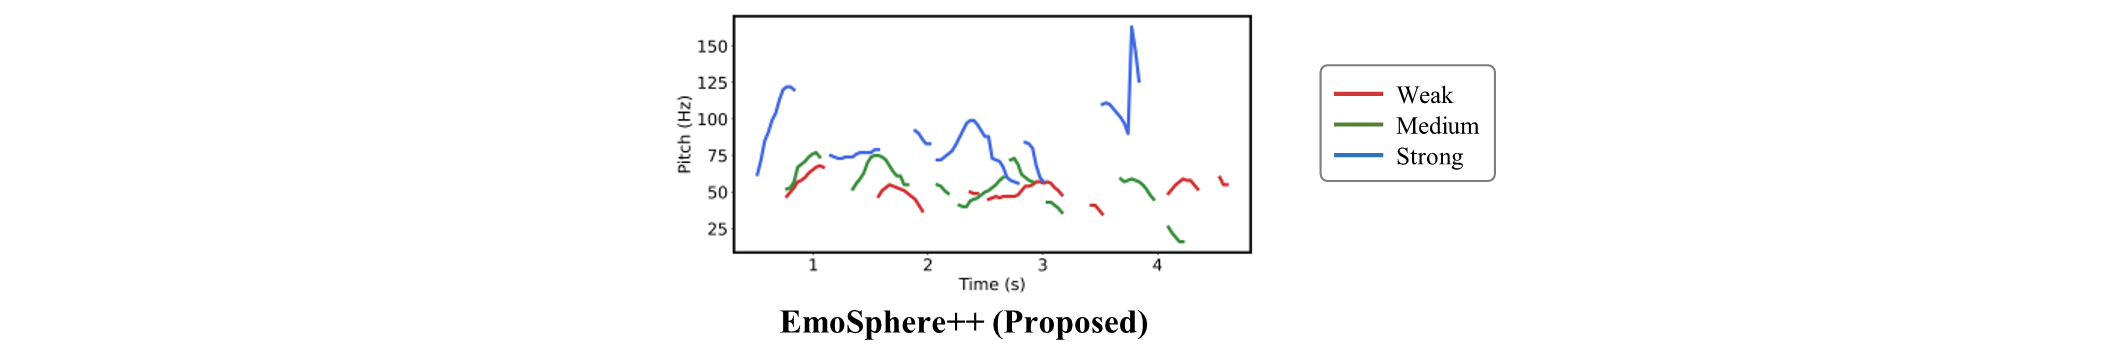 150
125
100
75
50
25
Pitch (Hz)
1 2 3 4
Time (s)
EmoSphere++ (Proposed)
Weak
Medium
Strong